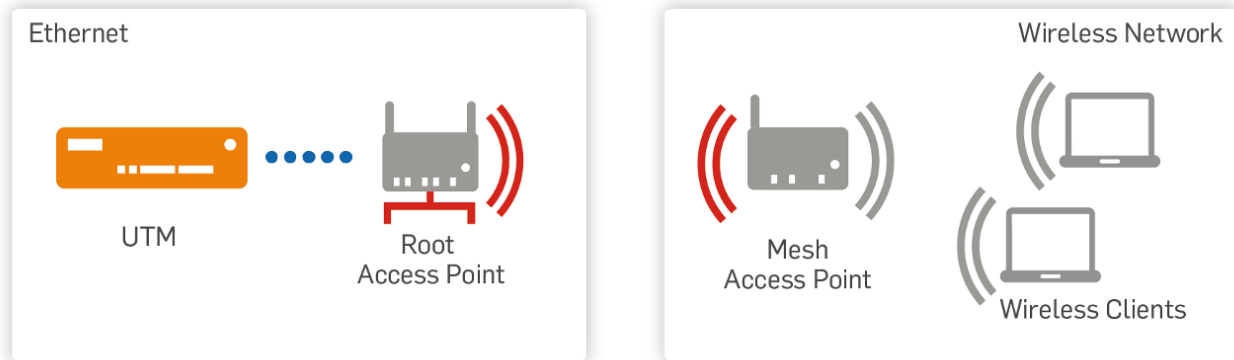 Ethernet
UTM
Root
Access Point
Wireless Network
Mesh
Access Point
Wireless Clients